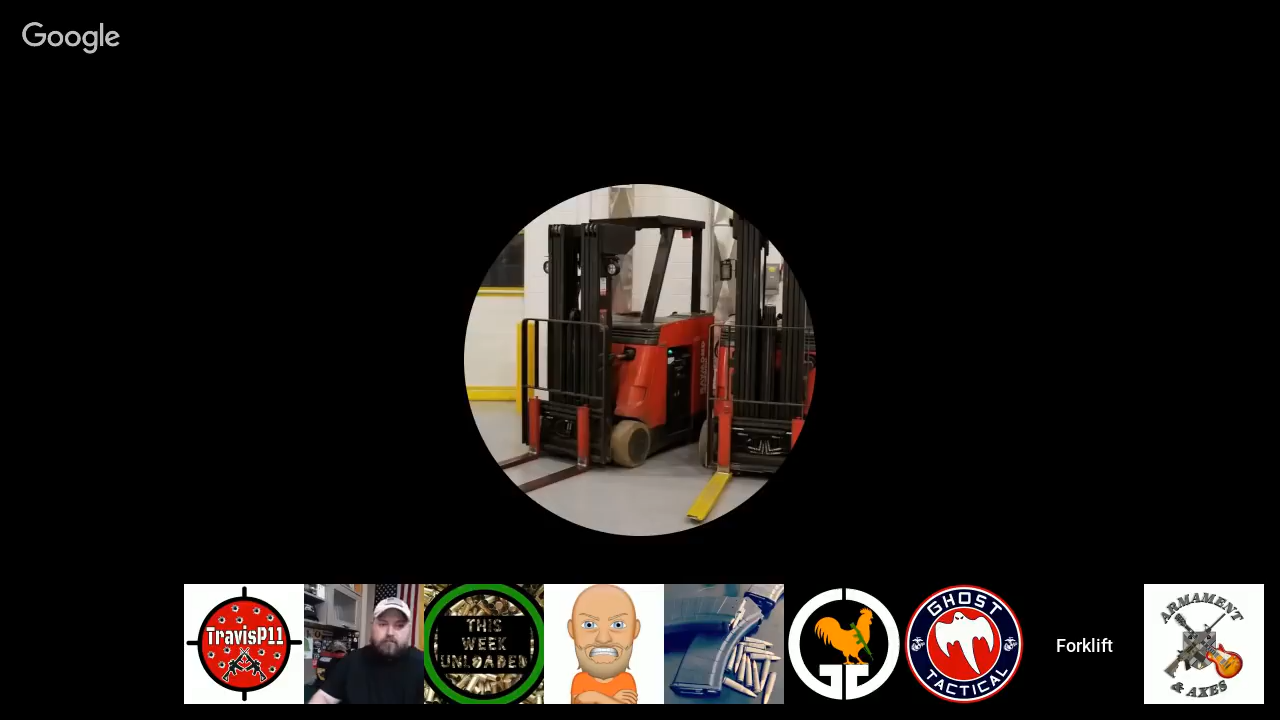 Google
TravisP11
THIS
WEEK
UNLOADED
GHOST
TACTICAL
Forklift
ARMAMENT
& AXES